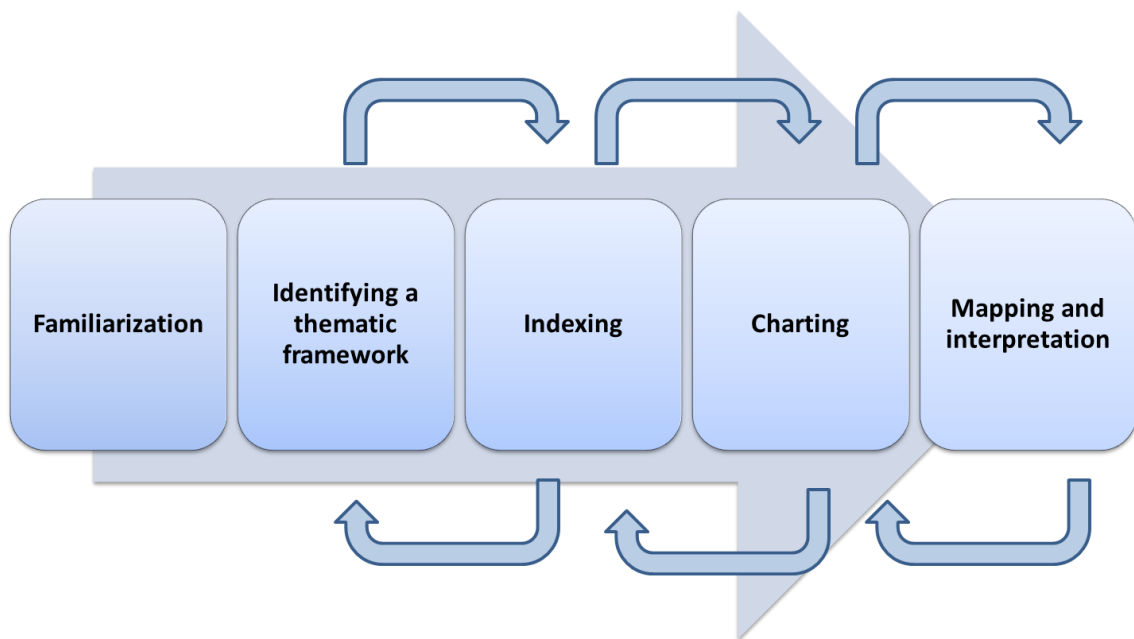 Familiarization
Identifying a
thematic
framework
Indexing
Charting
Mapping and
interpretation